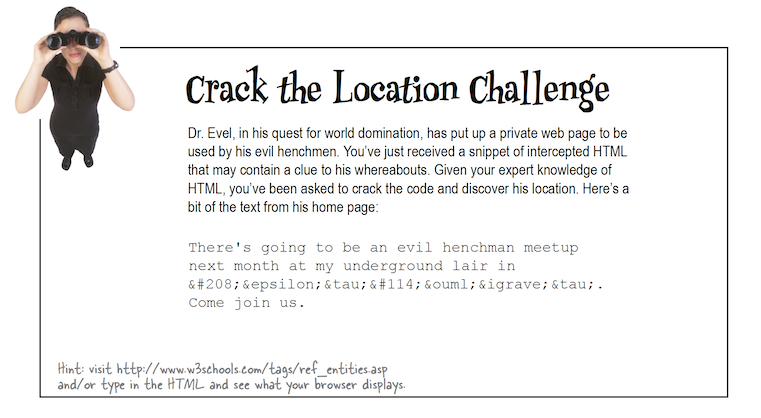 Crack the Location Challenge
Dr. Evel, in his quest for world domination, has put up a private web page to be
used by his evil henchmen. You've just received a snippet of intercepted HTML
that may contain a clue to his whereabouts. Given your expert knowledge of
HTML, you've been asked to crack the code and discover his location. Here's a
bit of the text from his home page:
There's going to be an evil henchman meetup
next month at my underground lair in
&#208;&epsilon;&tau;&#114;&ouml;&igrave;&tau;.
Come join us.
Hint: visit http://www.w3schools.com/tags/ref_entities.asp
and/or type in the HTML and see what your browser displays.